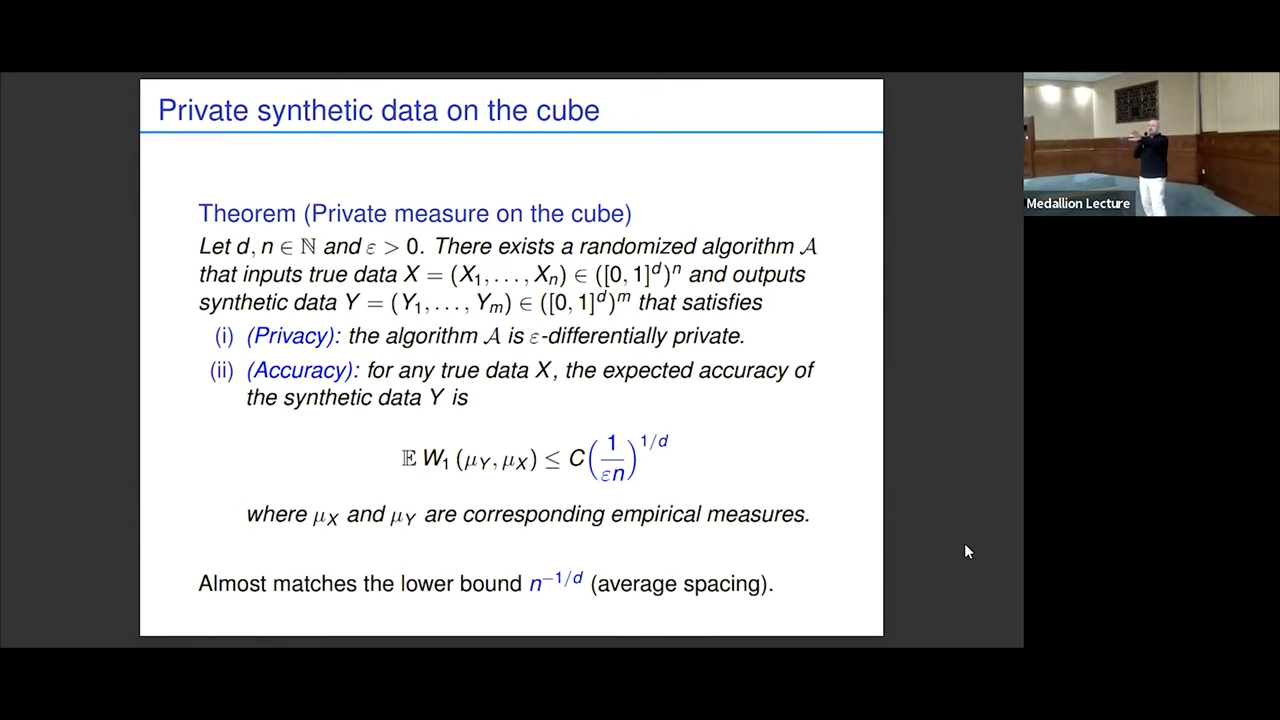 Private synthetic data on the cube
Theorem (Private measure on the cube)
Let d, n ∈ ℕ and ε > 0. There exists a randomized algorithm 𝒜
that inputs true data X = (X₁, . . . , Xₙ) ∈ ([0, 1]ᵈ)ⁿ and outputs
synthetic data Y = (Y₁, . . . , Yₘ) ∈ ([0, 1]ᵈ)ᵐ that satisfies
(i) (Privacy): the algorithm 𝒜 is ε-differentially private.
(ii) (Accuracy): for any true data X, the expected accuracy of
the synthetic data Y is
𝔼 W₁ (μ_Y, μ_X) ≤ C(1/εn)^{1/d}
where μ_X and μ_Y are corresponding empirical measures.
Almost matches the lower bound n^{−1/d} (average spacing).
Medallion Lecture